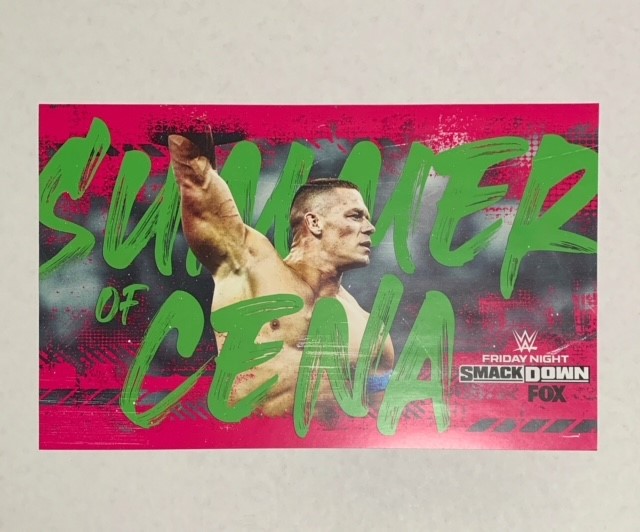 SUMMER
OF
CENA
W
FRIDAY NIGHT
SMACKDOWN
FOX